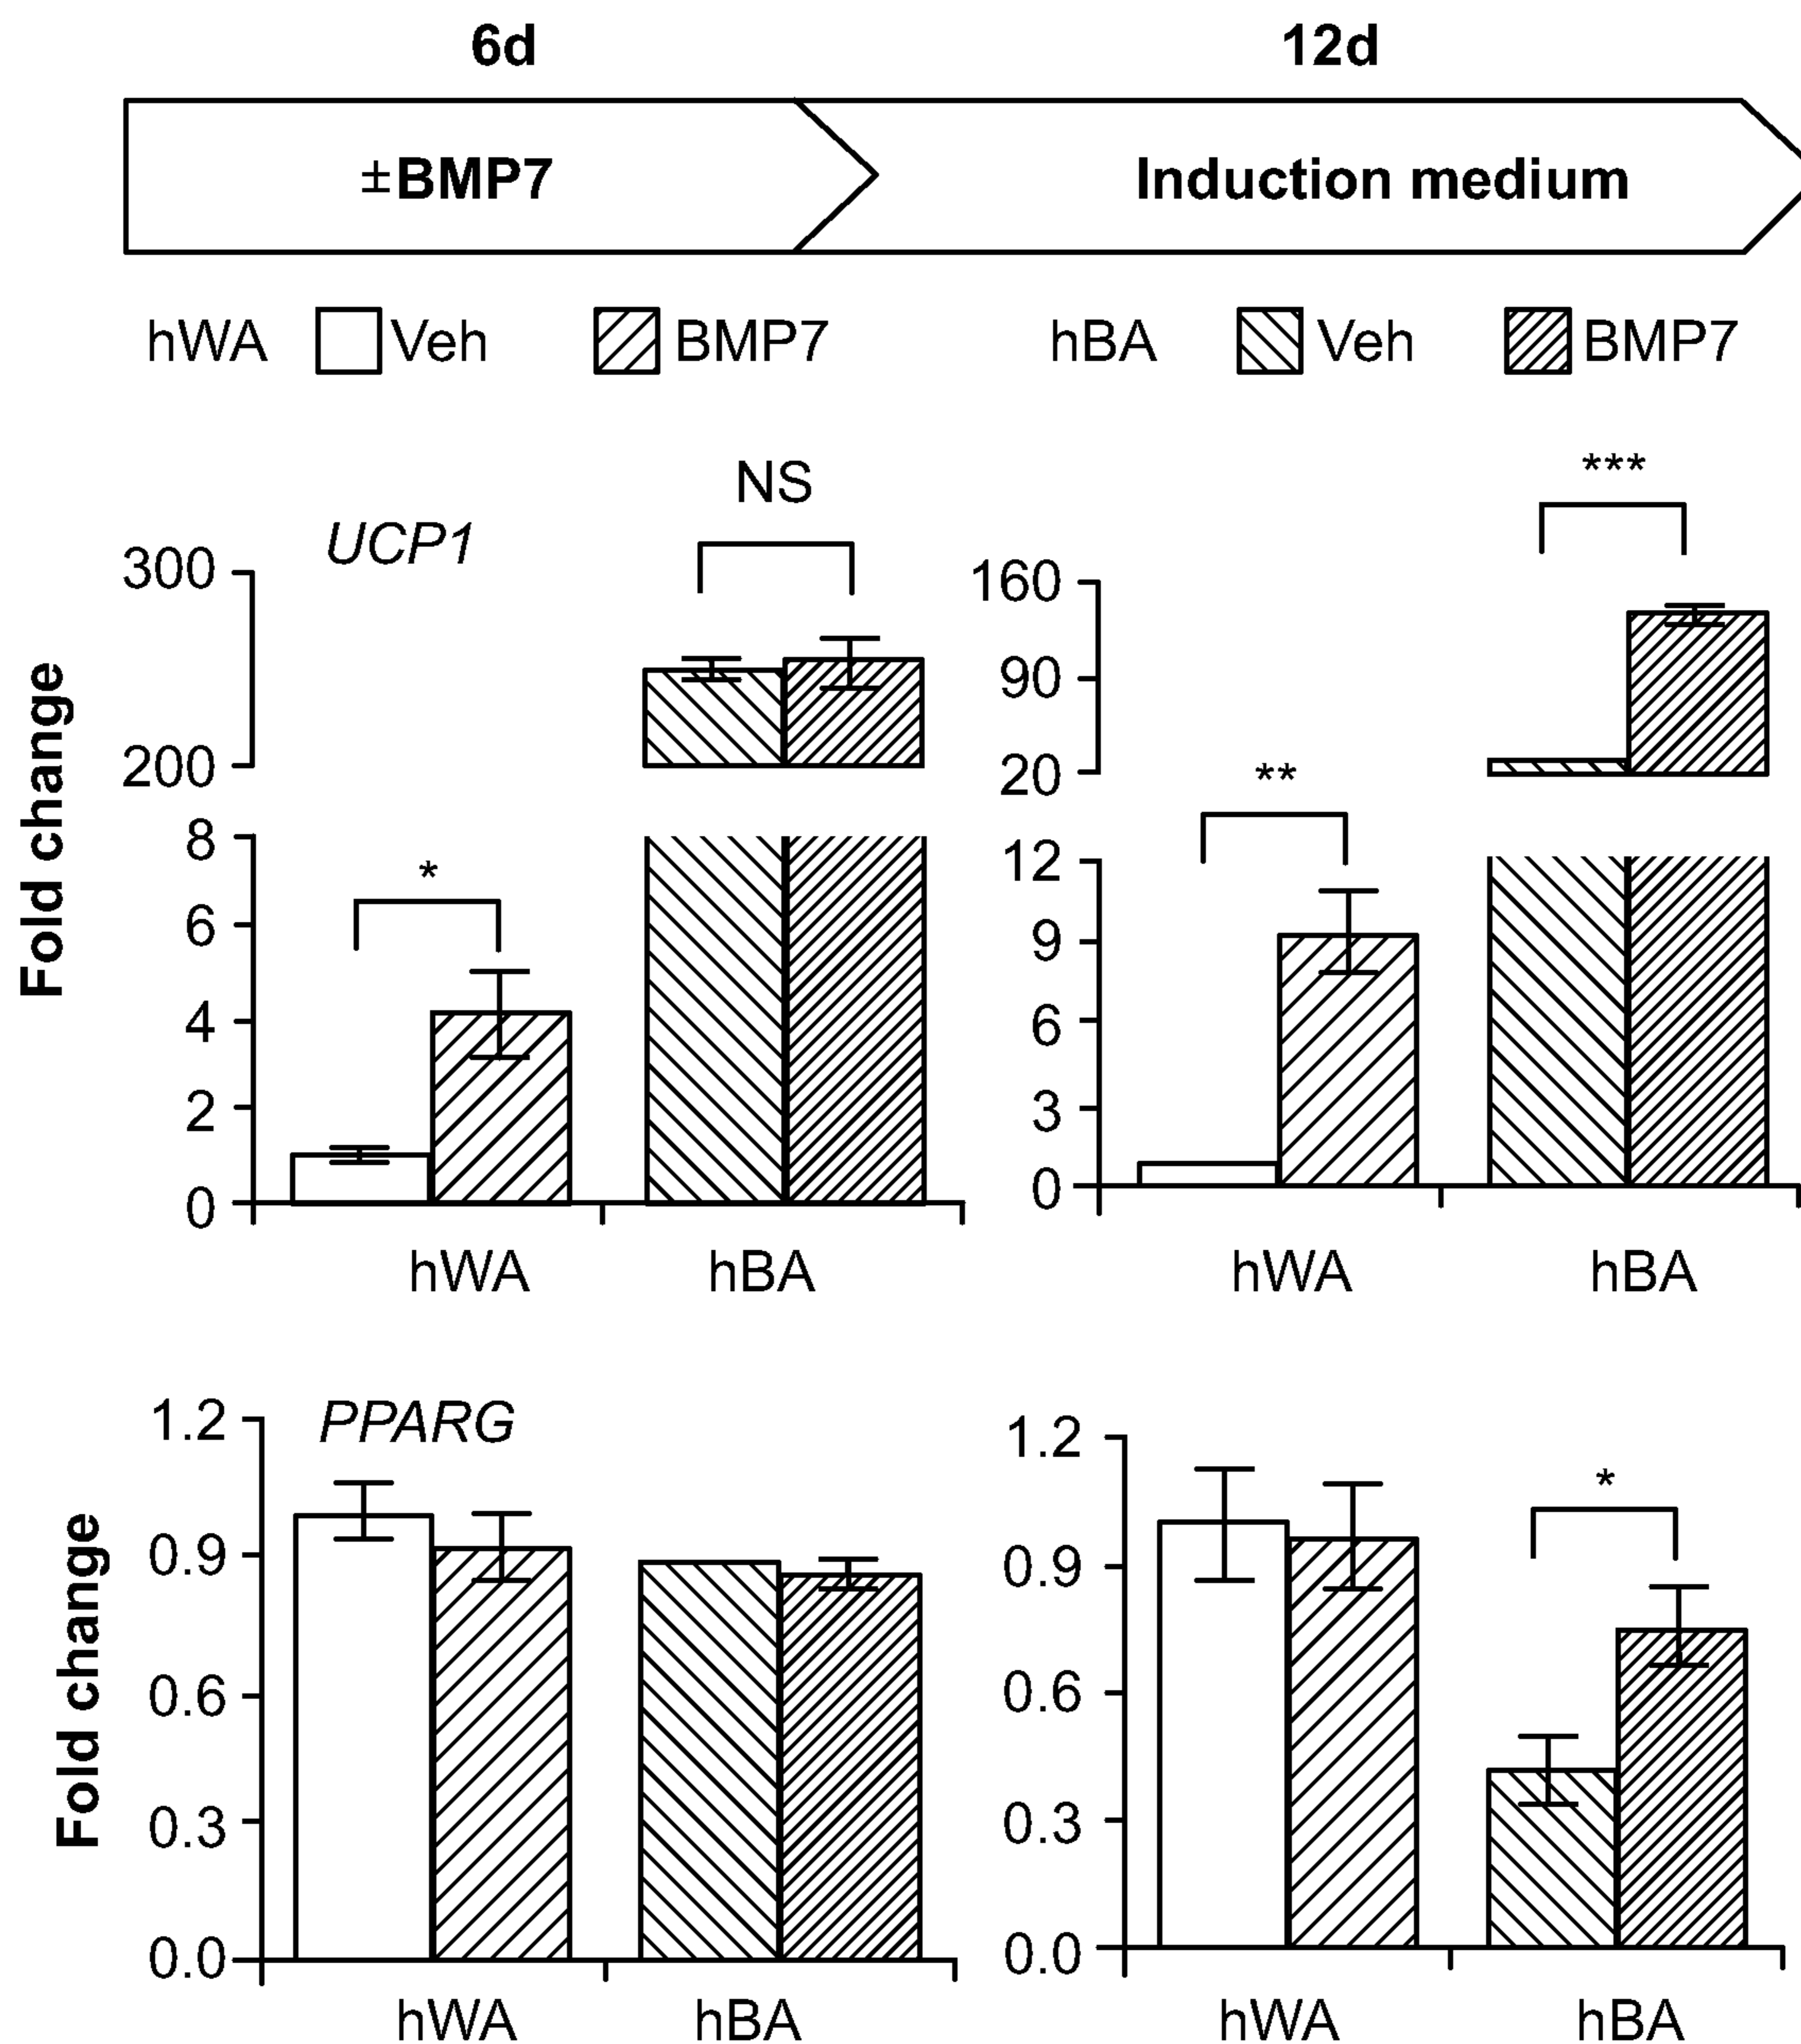 6d 12d
±BMP7 Induction medium
hWA Veh BMP7 hBA Veh BMP7
NS ***
UCP1
300 160
90
200 20
**
Fold change
8 12
*
6 9
4 6
2 3
0 0
hWA hBA hWA hBA
PPARG
1.2 1.2
*
0.9 0.9
Fold change
0.6 0.6
0.3 0.3
0.0 0.0
hWA hBA hWA hBA